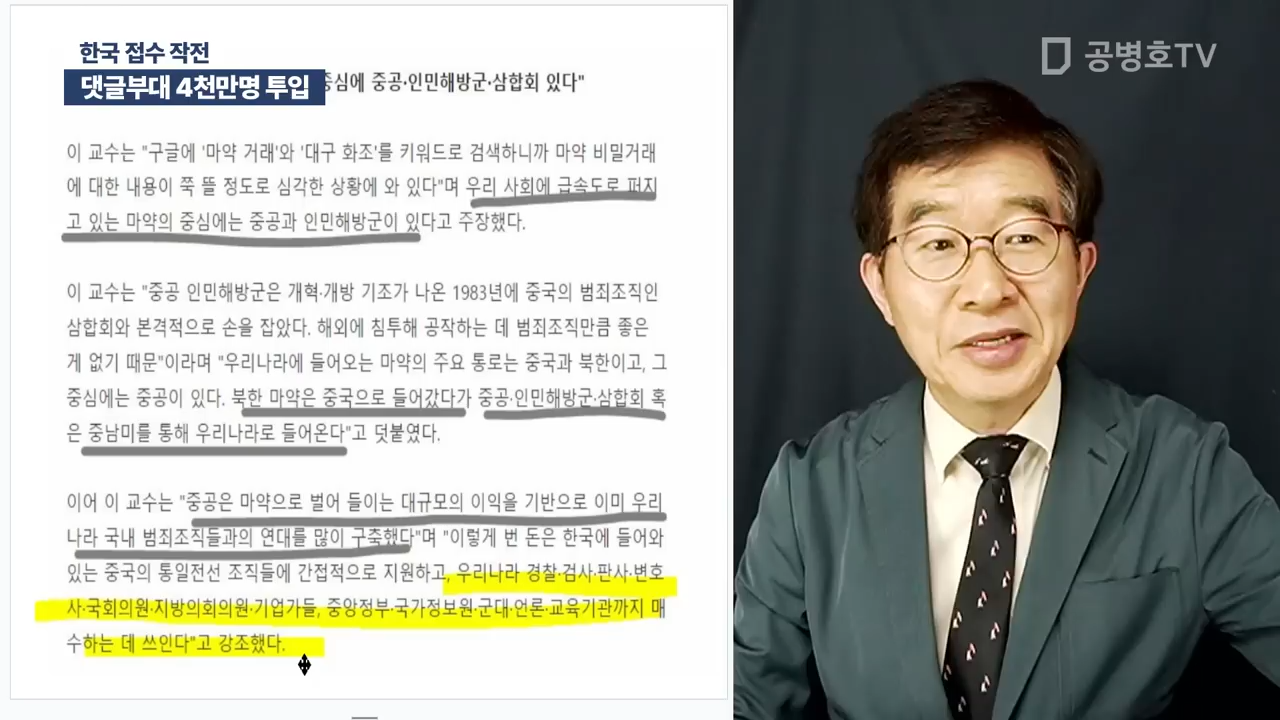 한국 접수 작전
댓글부대 4천만명 투입
중심에 중공·인민해방군·삼합회 있다"
공병호TV
이 교수는 "구글에 '마약 거래'와 '대구 화조'를 키워드로 검색하니까 마약 비밀거래
에 대한 내용이 쭉 뜰 정도로 심각한 상황에 와 있다"며 우리 사회에 급속도로 퍼지
고 있는 마약의 중심에는 중공과 인민해방군이 있다고 주장했다.
이 교수는 "중공 인민해방군은 개혁·개방 기조가 나온 1983년에 중국의 범죄조직인
삼합회와 본격적으로 손을 잡았다. 해외에 침투해 공작하는 데 범죄조직만큼 좋은
게 없기 때문"이라며 "우리나라에 들어오는 마약의 주요 통로는 중국과 북한이고, 그
중심에는 중공이 있다. 북한 마약은 중국으로 들어갔다가 중공·인민해방군·삼합회 혹
은 중남미를 통해 우리나라로 들어온다"고 덧붙였다.
이어 이 교수는 "중공은 마약으로 벌어 들이는 대규모의 이익을 기반으로 이미 우리
나라 국내 범죄조직들과의 연대를 많이 구축했다"며 "이렇게 번 돈은 한국에 들어와
있는 중국의 통일전선 조직들에 간접적으로 지원하고, 우리나라 경찰·검사·판사·변호
사·국회의원·지방의회의원·기업가들, 중앙정부·국가정보원·군대·언론·교육기관까지 매
수하는 데 쓰인다"고 강조했다.